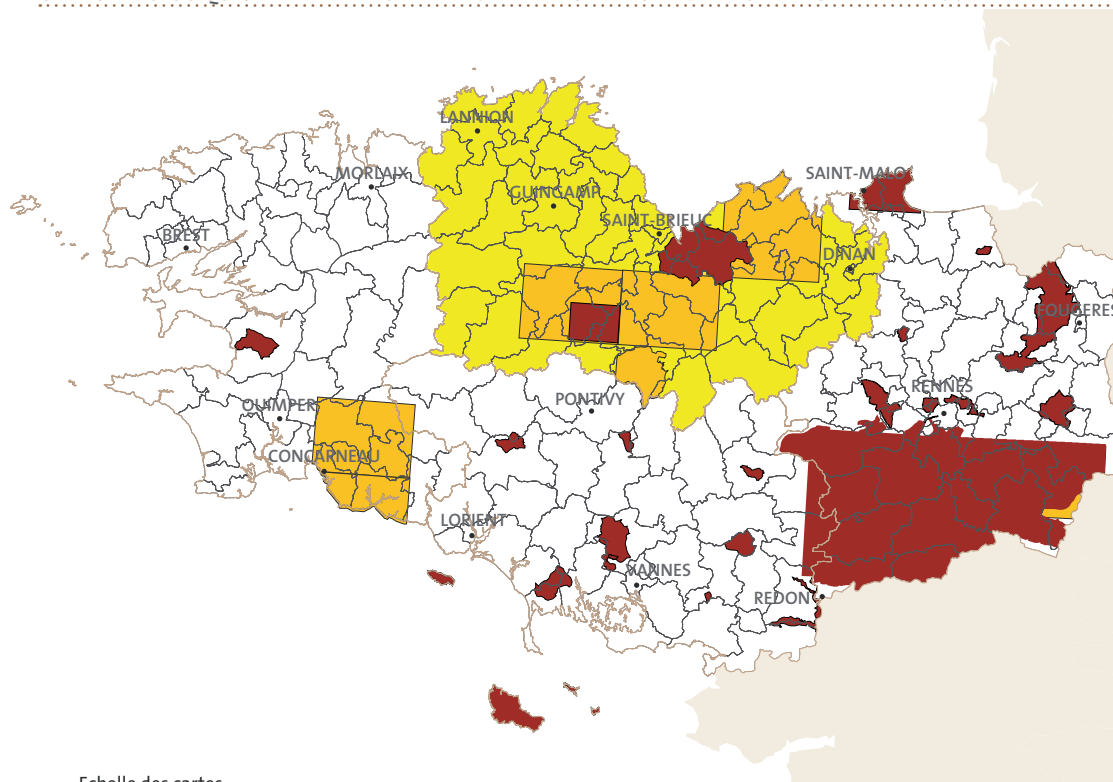 LANNION
MORLAIX
GUINGAMP
SAINT-MALO
SAINT-BRIEUC
BREST
DINAN
FOUGERES
RENNES
PONTIVY
QUIMPER
CONCARNEAU
LORIENT
VANNES
REDON
Echelle des cartes